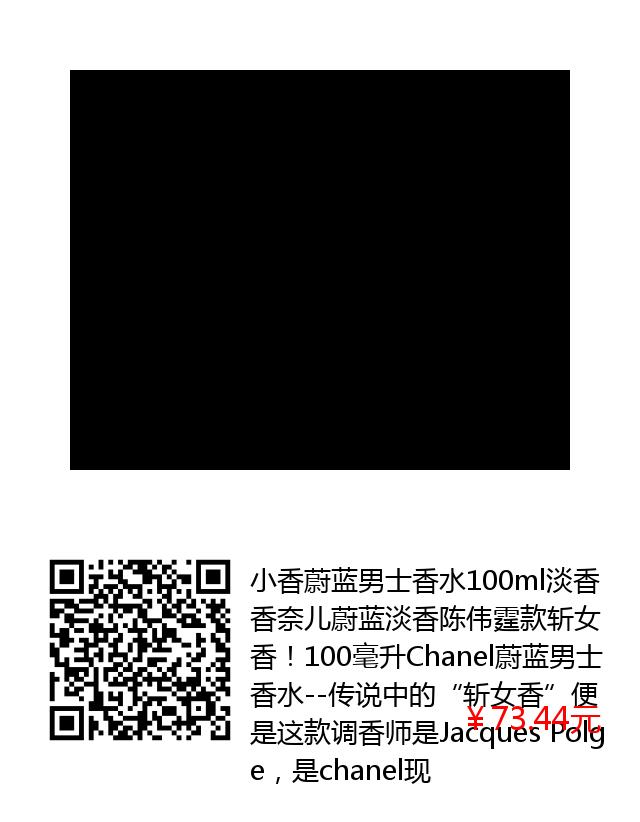 小香蔚蓝男士香水100ml淡香
香奈儿蔚蓝淡香陈伟霆款斩女
香！100毫升Chanel蔚蓝男士
香水--传说中的“斩女香”便
￥73.44元
是这款调香师是Jacques Polg
e，是chanel现